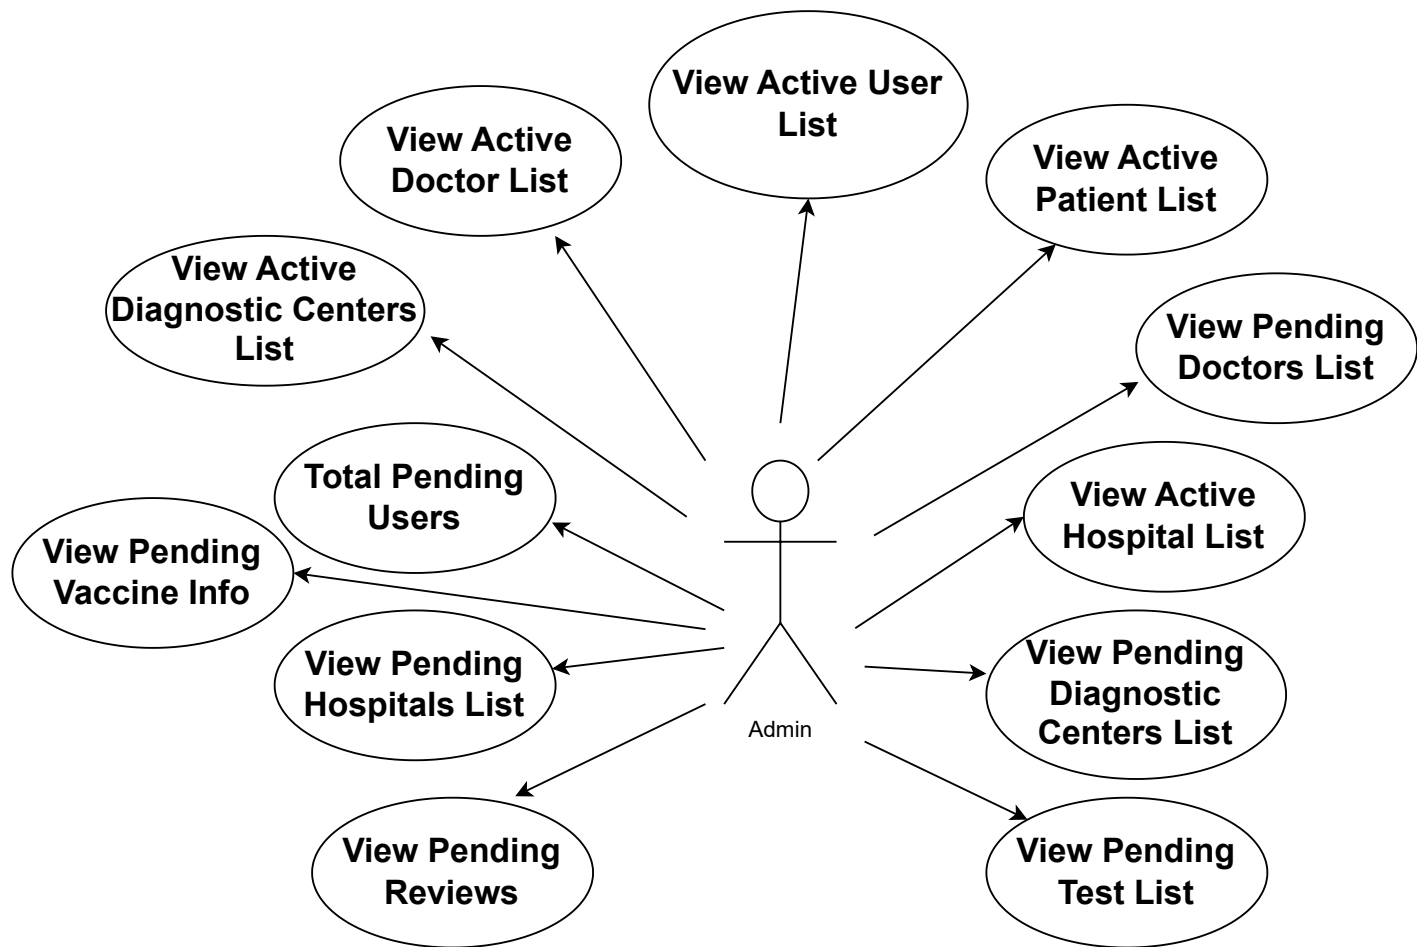 View Active User
List
View Active
Doctor List
View Active
Patient List
View Active
Diagnostic Centers
List
View Pending
Doctors List
Total Pending
Users
View Active
Hospital List
View Pending
Vaccine Info
View Pending
Hospitals List
View Pending
Diagnostic
Centers List
Admin
View Pending
Reviews
View Pending
Test List